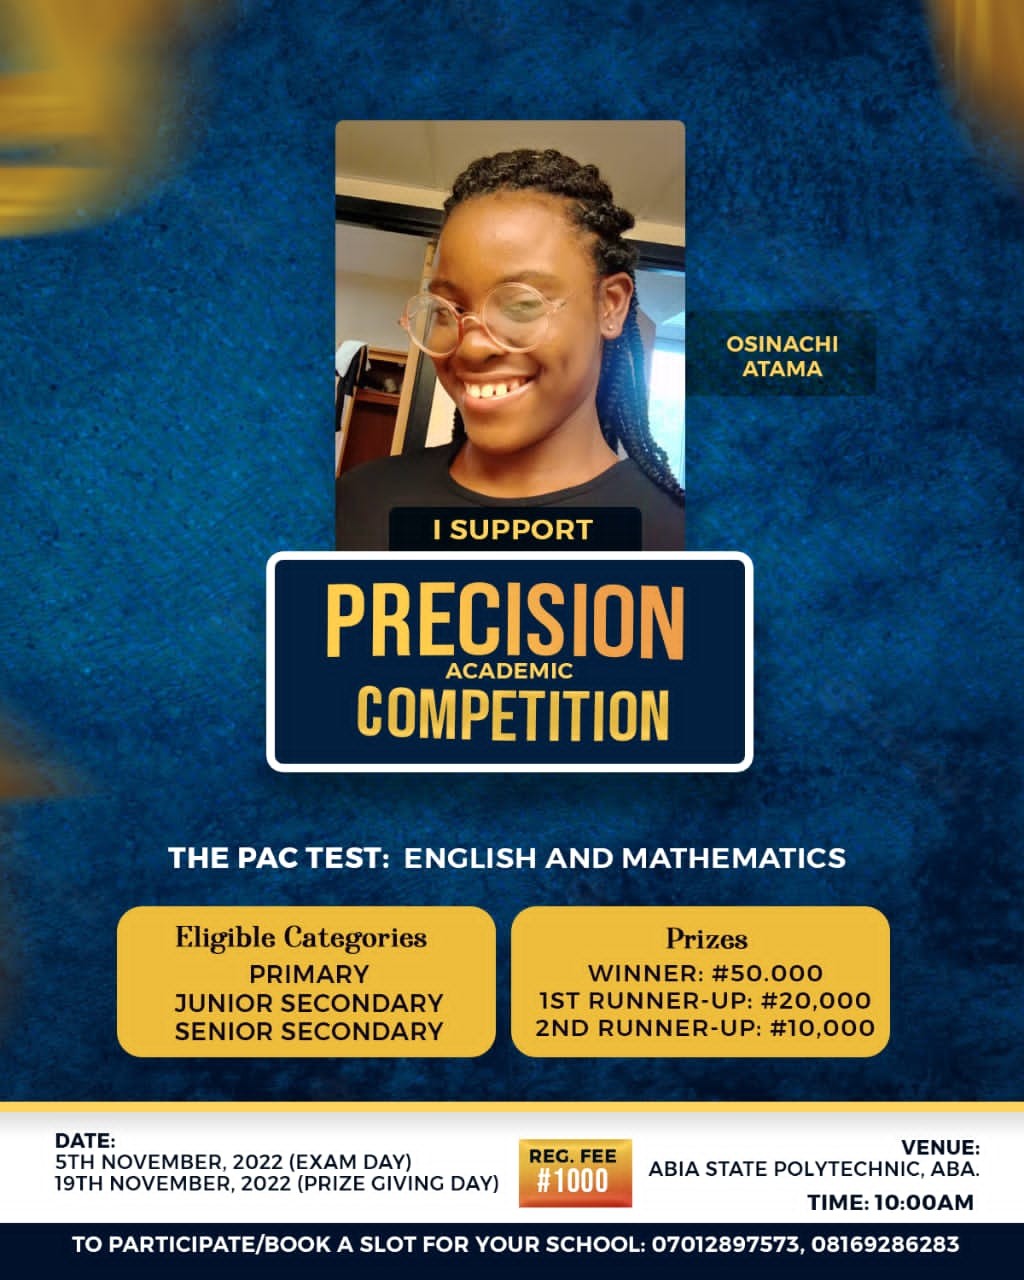 OSINACHI
ATAMA
I SUPPORT
PRECISION
ACADEMIC
COMPETITION
THE PAC TEST: ENGLISH AND MATHEMATICS
Eligible Categories
PRIMARY
JUNIOR SECONDARY
SENIOR SECONDARY
Prizes
WINNER: #50.000
1ST RUNNER-UP: #20,000
2ND RUNNER-UP: #10,000
DATE:
5TH NOVEMBER, 2022 (EXAM DAY)
19TH NOVEMBER, 2022 (PRIZE GIVING DAY)
REG. FEE
#1000
VENUE:
ABIA STATE POLYTECHNIC, ABA.
TIME: 10:00AM
TO PARTICIPATE/BOOK A SLOT FOR YOUR SCHOOL: 07012897573, 08169286283